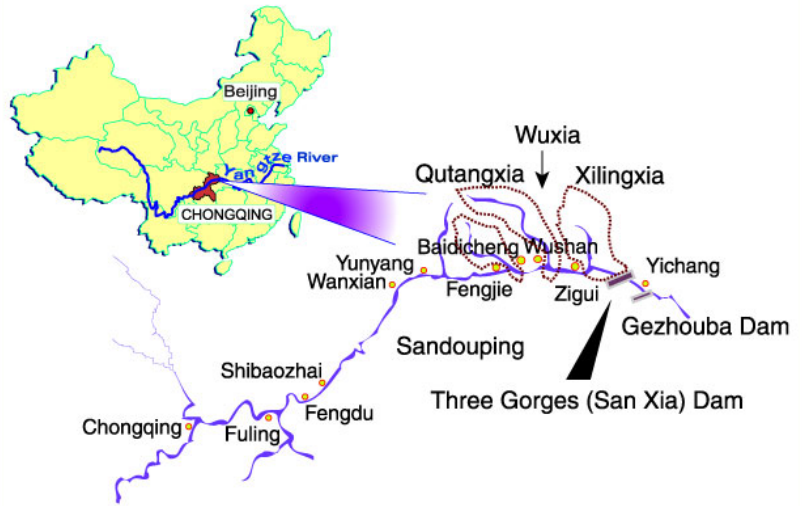 Beijing
Yangtze River
CHONGQING
Wuxia
Qutangxia
Xilingxia
Baidicheng
Wushan
Yunyang
Wanxian
Fengjie
Zigui
Yichang
Gezhouba Dam
Sandouping
Shibaozhai
Three Gorges (San Xia) Dam
Fengdu
Chongqing
Fuling